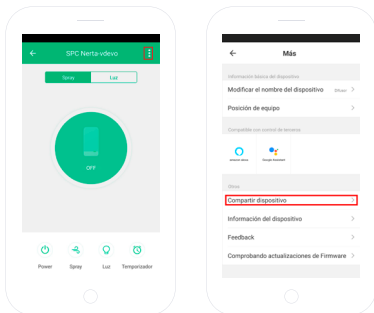 SPC Nerta-vdevo
Spray
Luz
OFF
Power
Spray
Luz
Temporizador
Más
Información básica del dispositivo
Modificar el nombre del dispositivo
Posición de equipo
Compatible con control de terceros
amazon alexa
Google Assistant
Compartir dispositivo
Información del dispositivo
Feedback
Comprobando actualizaciones de Firmware